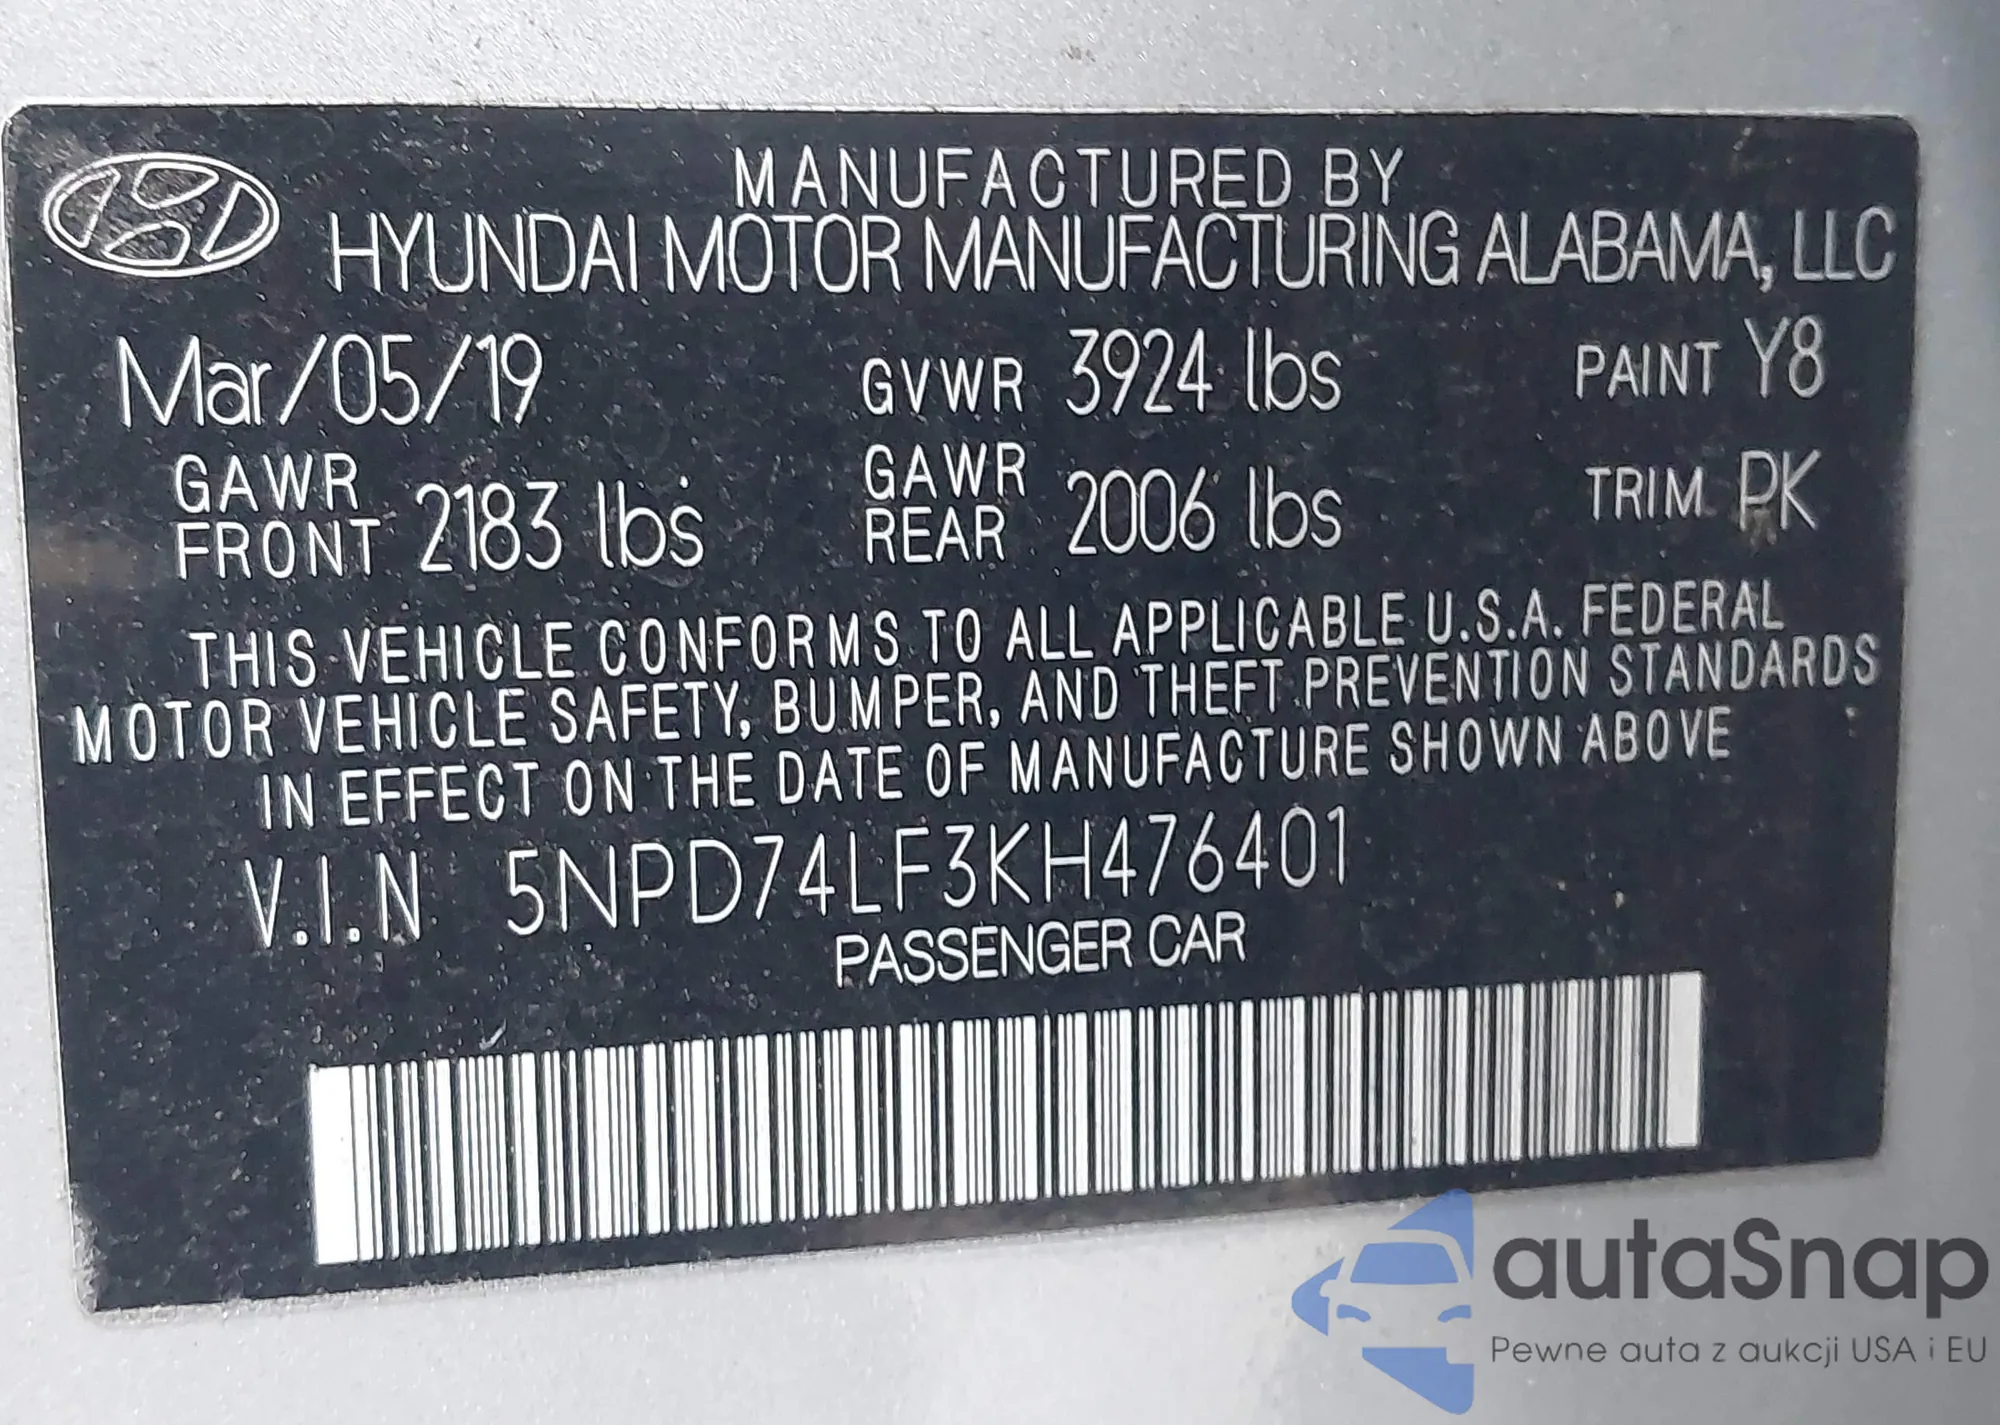 MANUFACTURED BY
HYUNDAI MOTOR MANUFACTURING ALABAMA, LLC
Mar/05/19 GVWR 3924 lbs PAINT Y8
GAWR FRONT 2183 lbs GAWR REAR 2006 lbs TRIM PK
THIS VEHICLE CONFORMS TO ALL APPLICABLE U.S.A. FEDERAL
MOTOR VEHICLE SAFETY, BUMPER, AND THEFT PREVENTION STANDARDS
IN EFFECT ON THE DATE OF MANUFACTURE SHOWN ABOVE
V.I.N 5NPD74LF3KH476401
PASSENGER CAR
autaSnap
Pewne auta z aukcji USA i EU